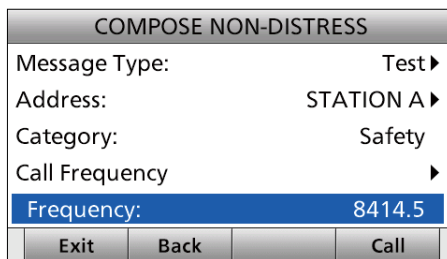 COMPOSE NON-DISTRESS
Message Type: Test
Address: STATION A
Category: Safety
Call Frequency
Frequency: 8414.5
Exit Back Call